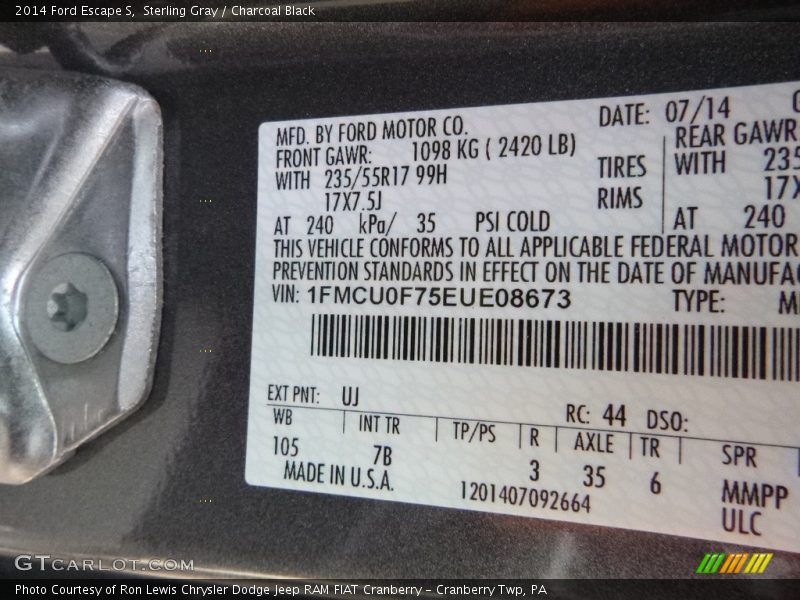 2014 Ford Escape S, Sterling Gray / Charcoal Black
MFD. BY FORD MOTOR CO.
DATE: 07/14
FRONT GAWR: 1098 KG ( 2420 LB)
REAR GAWR
WITH 235/55R17 99H
TIRES
WITH 235
17X7.5J
RIMS
17X
AT 240 kPa/ 35 PSI COLD
AT 240
THIS VEHICLE CONFORMS TO ALL APPLICABLE FEDERAL MOTOR
PREVENTION STANDARDS IN EFFECT ON THE DATE OF MANUFAC
VIN: 1FMCU0F75EUE08673
TYPE: M
EXT PNT: UJ
RC: 44 DSO:
WB INT TR TP/PS R AXLE TR SPR
105 7B 3 35 6 MMPP
MADE IN U.S.A.
1201407092664
ULC
GTCARLOT.COM
Photo Courtesy of Ron Lewis Chrysler Dodge Jeep RAM FIAT Cranberry – Cranberry Twp, PA